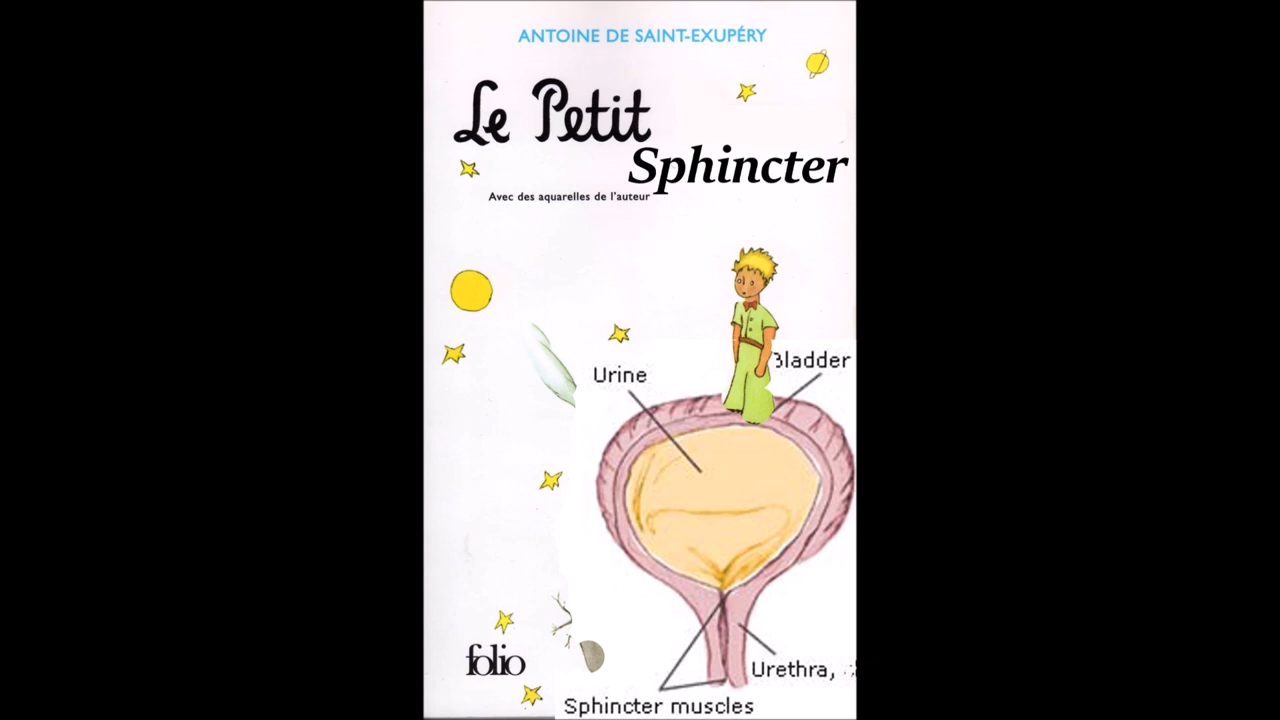 ANTOINE DE SAINT-EXUPÉRY
Le Petit
Sphincter
Avec des aquarelles de l'auteur
Urine
Bladder
folio
Urethra,
Sphincter muscles